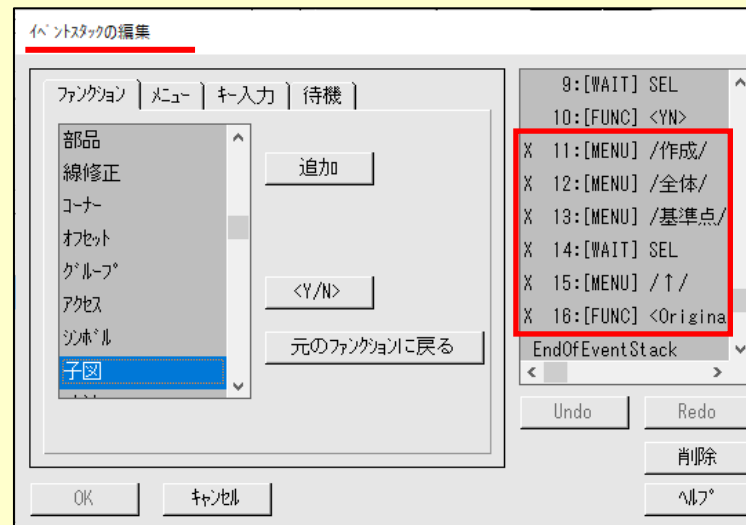 ｲﾍﾞﾝﾄｽﾀｯｸの編集
ﾌｧﾝｸｼｮﾝ ﾒﾆｭｰ キー入力 待機
部品
線修正
ｺｰﾅｰ
ｵﾌｾｯﾄ
ｸﾞﾙｰﾌﾟ
ｱｸｾｽ
ｼﾝﾎﾞﾙ
子図
追加
<Y/N>
元のﾌｧﾝｸｼｮﾝに戻る
9:[WAIT] SEL
10:[FUNC] <YN>
X 11:[MENU] /作成/
X 12:[MENU] /全体/
X 13:[MENU] /基準点/
X 14:[WAIT] SEL
X 15:[MENU] /↑/
X 16:[FUNC] <Origina
EndOfEventStack
Undo Redo
削除
OK ｷｬﾝｾﾙ ﾍﾙﾌﾟ